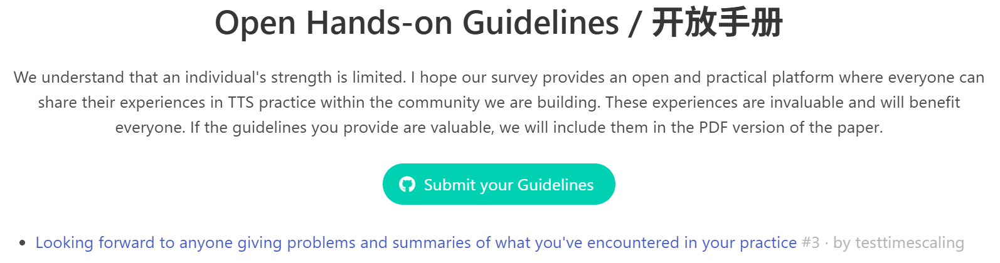 Open Hands-on Guidelines / 开放手册
We understand that an individual's strength is limited. I hope our survey provides an open and practical platform where everyone can
share their experiences in TTS practice within the community we are building. These experiences are invaluable and will benefit
everyone. If the guidelines you provide are valuable, we will include them in the PDF version of the paper.
Submit your Guidelines
• Looking forward to anyone giving problems and summaries of what you've encountered in your practice #3 · by testtimescaling